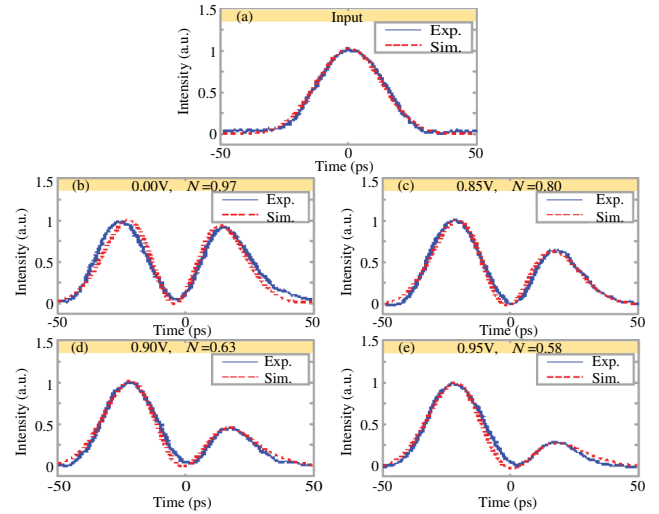 (a) Input
Exp.
Sim.
Intensity (a.u.)
1.5
1
0.5
0
-50 0 50
Time (ps)
(b) 0.00V, N=0.97
Exp.
Sim.
Intensity (a.u.)
1.5
1
0.5
0
-50 0 50
Time (ps)
(c) 0.85V, N=0.80
Exp.
Sim.
Intensity (a.u.)
1.5
1
0.5
0
-50 0 50
Time (ps)
(d) 0.90V, N=0.63
Exp.
Sim.
Intensity (a.u.)
1.5
1
0.5
0
-50 0 50
Time (ps)
(e) 0.95V, N=0.58
Exp.
Sim.
Intensity (a.u.)
1.5
1
0.5
0
-50 0 50
Time (ps)